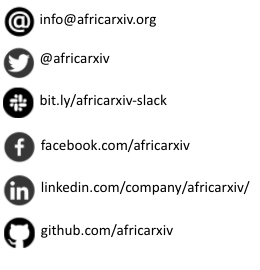 info@africarxiv.org
@africarxiv
bit.ly/africarxiv-slack
facebook.com/africarxiv
linkedin.com/company/africarxiv/
github.com/africarxiv